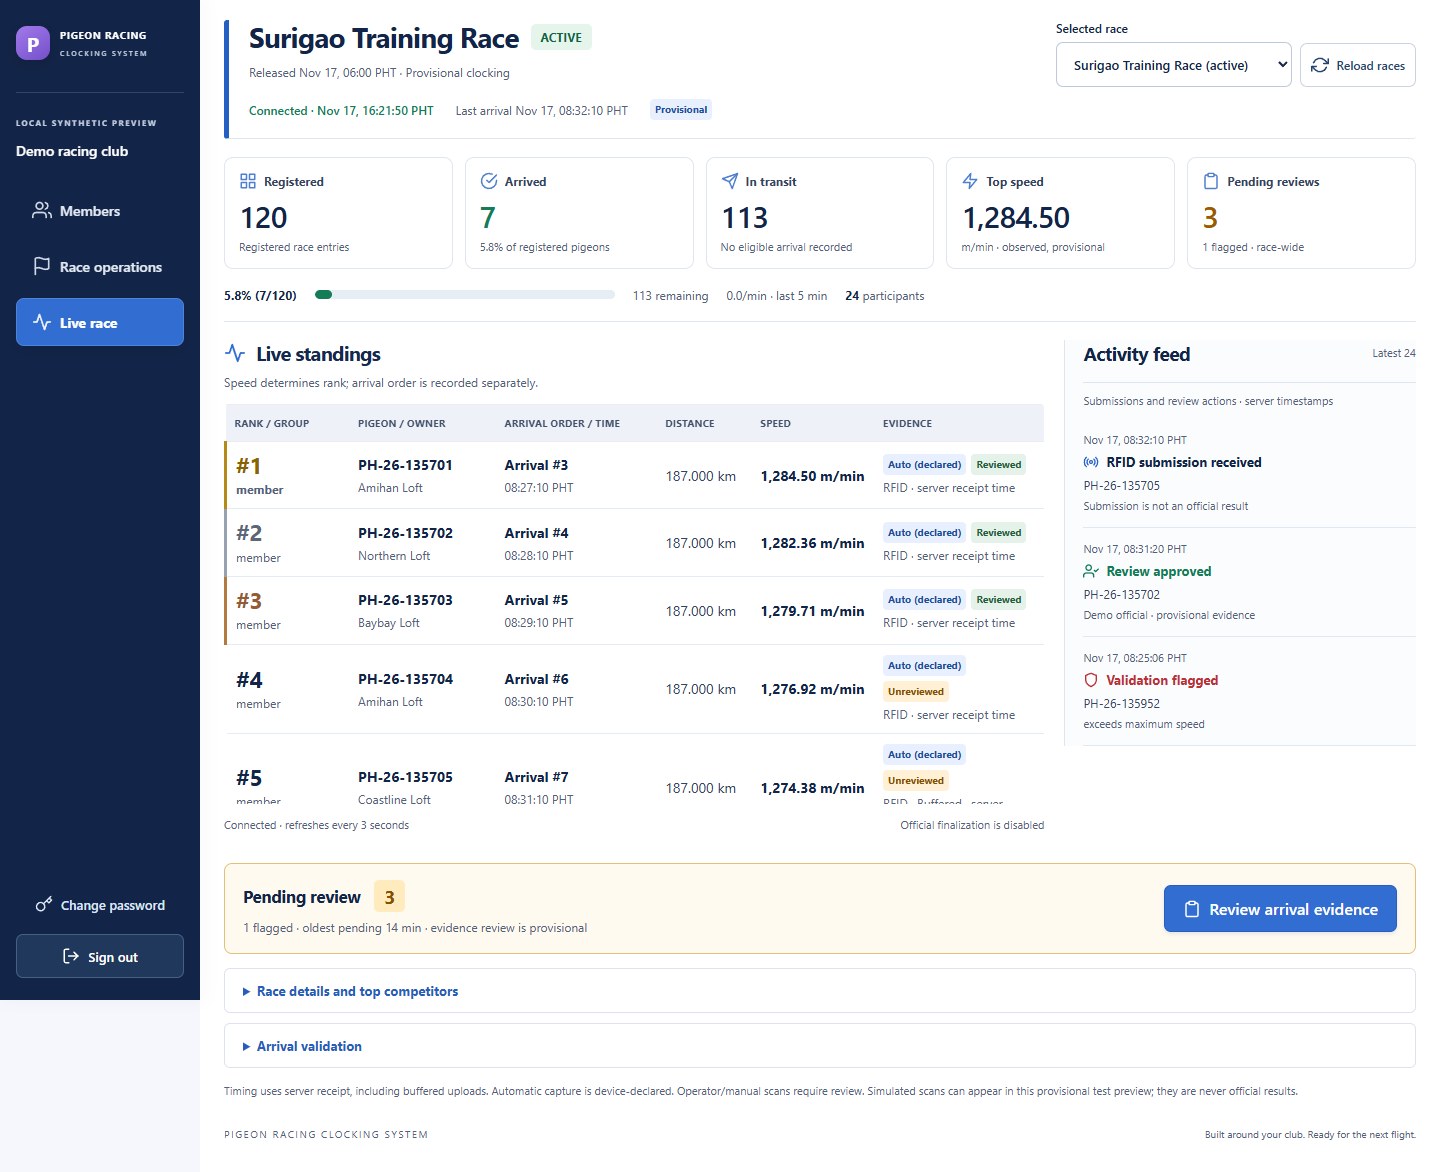 P
PIGEON RACING
CLOCKING SYSTEM
LOCAL SYNTHETIC PREVIEW
Demo racing club
Members
Race operations
Live race
Change password
Sign out
Surigao Training Race ACTIVE
Released Nov 17, 06:00 PHT · Provisional clocking
Connected · Nov 17, 16:21:50 PHT Last arrival Nov 17, 08:32:10 PHT Provisional
Selected race
Surigao Training Race (active) Reload races
Registered
120
Registered race entries
Arrived
7
5.8% of registered pigeons
In transit
113
No eligible arrival recorded
Top speed
1,284.50
m/min · observed, provisional
Pending reviews
3
1 flagged · race-wide
5.8% (7/120) 113 remaining 0.0/min · last 5 min 24 participants
Live standings
Speed determines rank; arrival order is recorded separately.
RANK / GROUP PIGEON / OWNER ARRIVAL ORDER / TIME DISTANCE SPEED EVIDENCE
#1 PH-26-135701 Arrival #3 187.000 km 1,284.50 m/min Auto (declared) Reviewed
member Amihan Loft 08:27:10 PHT RFID · server receipt time
#2 PH-26-135702 Arrival #4 187.000 km 1,282.36 m/min Auto (declared) Reviewed
member Northern Loft 08:28:10 PHT RFID · server receipt time
#3 PH-26-135703 Arrival #5 187.000 km 1,279.71 m/min Auto (declared) Reviewed
member Baybay Loft 08:29:10 PHT RFID · server receipt time
#4 PH-26-135704 Arrival #6 187.000 km 1,276.92 m/min Auto (declared)
Unreviewed
member Amihan Loft 08:30:10 PHT RFID · server receipt time
#5 PH-26-135705 Arrival #7 187.000 km 1,274.38 m/min Auto (declared)
Unreviewed
member Coastline Loft 08:31:10 PHT RFID · Buffered · server
Connected · refreshes every 3 seconds Official finalization is disabled
Activity feed Latest 24
Submissions and review actions · server timestamps
Nov 17, 08:32:10 PHT
RFID submission received
PH-26-135705
Submission is not an official result
Nov 17, 08:31:20 PHT
Review approved
PH-26-135702
Demo official · provisional evidence
Nov 17, 08:25:06 PHT
Validation flagged
PH-26-135952
exceeds maximum speed
Pending review 3
1 flagged · oldest pending 14 min · evidence review is provisional
Review arrival evidence
Race details and top competitors
Arrival validation
Timing uses server receipt, including buffered uploads. Automatic capture is device-declared. Operator/manual scans require review. Simulated scans can appear in this provisional test preview; they are never official results.
PIGEON RACING CLOCKING SYSTEM Built around your club. Ready for the next flight.